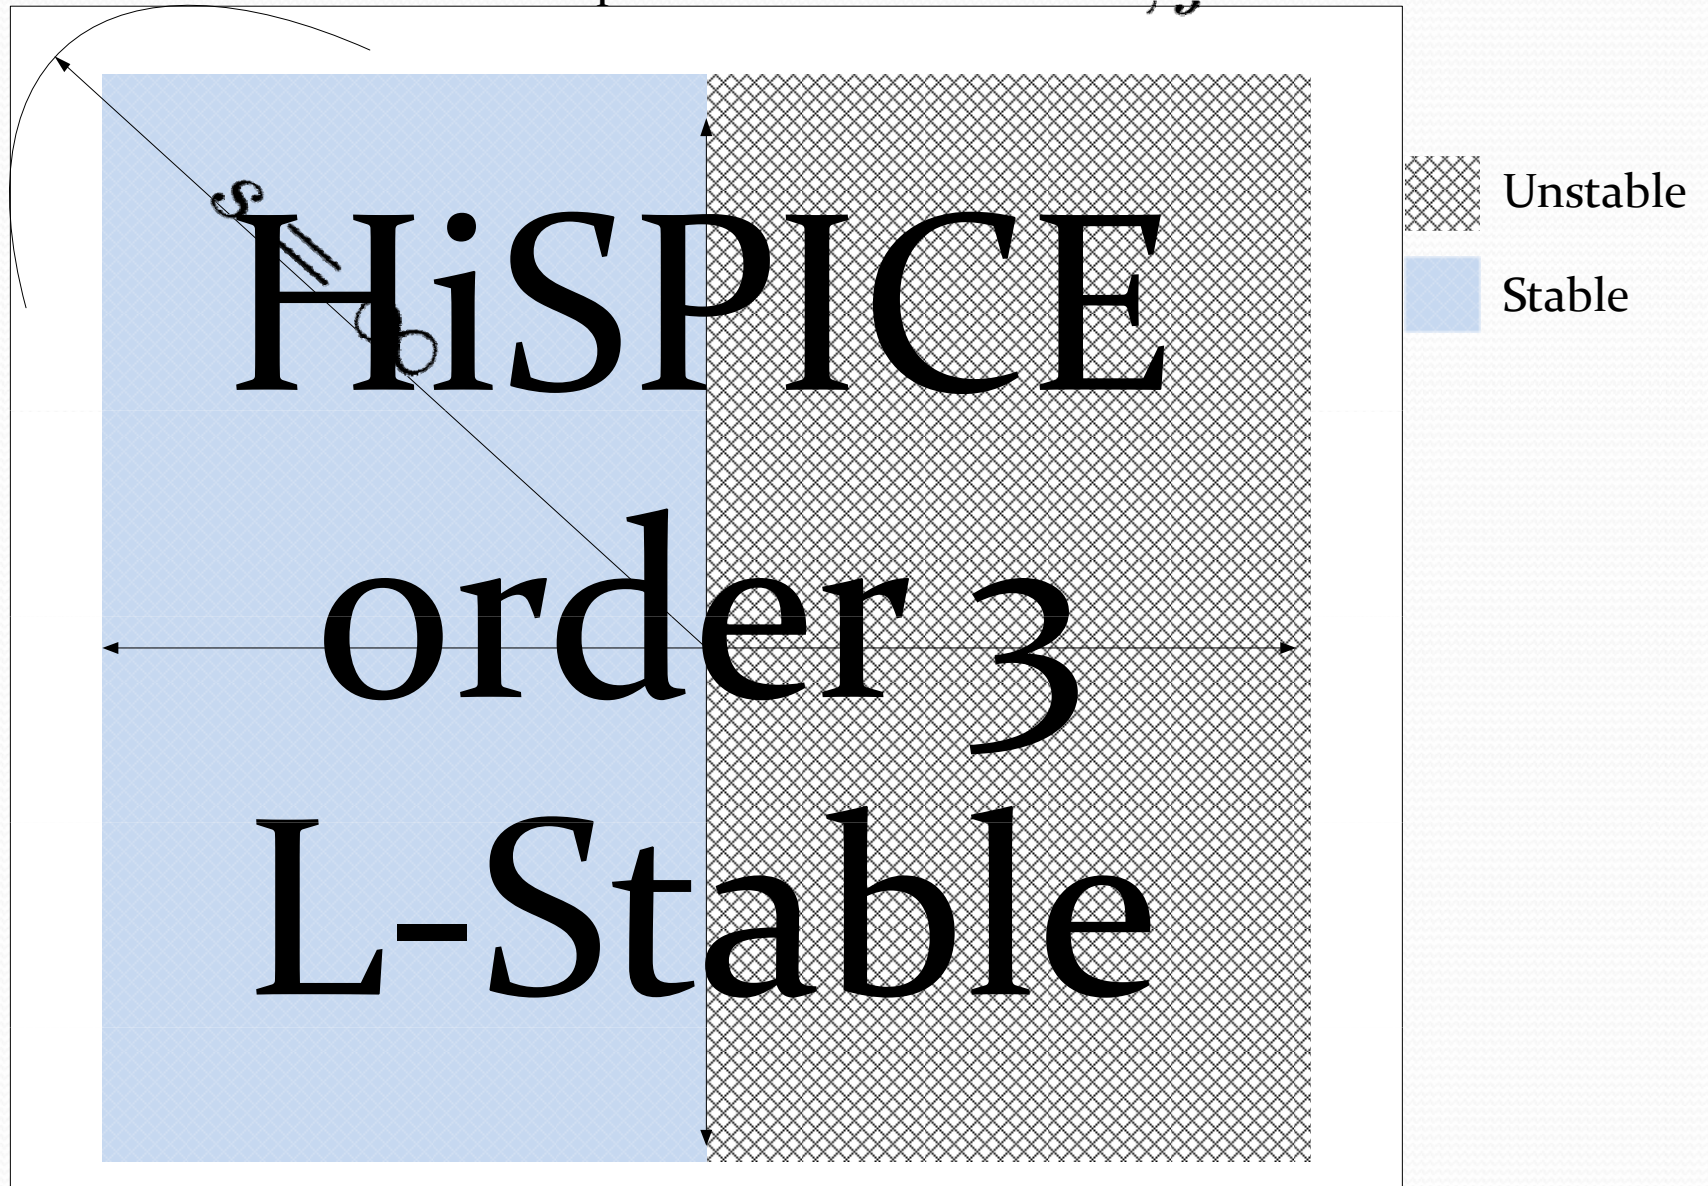 s = ∞
HiSPICE
order 3
L-Stable
Unstable
Stable